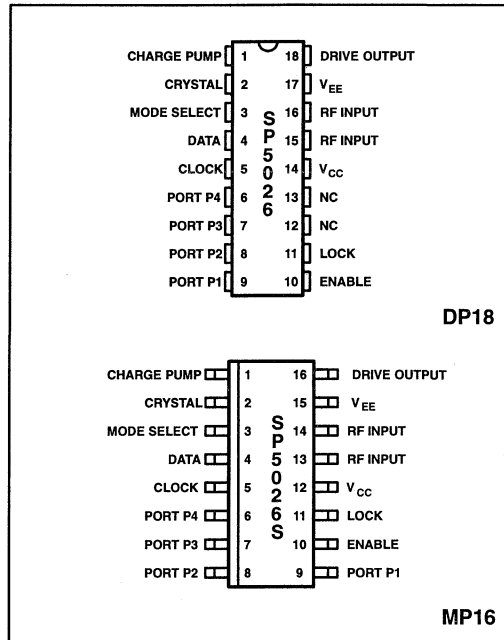 CHARGE PUMP 1 18 DRIVE OUTPUT
CRYSTAL 2 17 VEE
MODE SELECT 3 16 RF INPUT
DATA 4 15 RF INPUT
CLOCK 5 14 VCC
PORT P4 6 13 NC
PORT P3 7 12 NC
PORT P2 8 11 LOCK
PORT P1 9 10 ENABLE
SP5026
DP18
CHARGE PUMP 1 16 DRIVE OUTPUT
CRYSTAL 2 15 VEE
MODE SELECT 3 14 RF INPUT
DATA 4 13 RF INPUT
CLOCK 5 12 VCC
PORT P4 6 11 LOCK
PORT P3 7 10 ENABLE
PORT P2 8 9 PORT P1
SP5026S
MP16